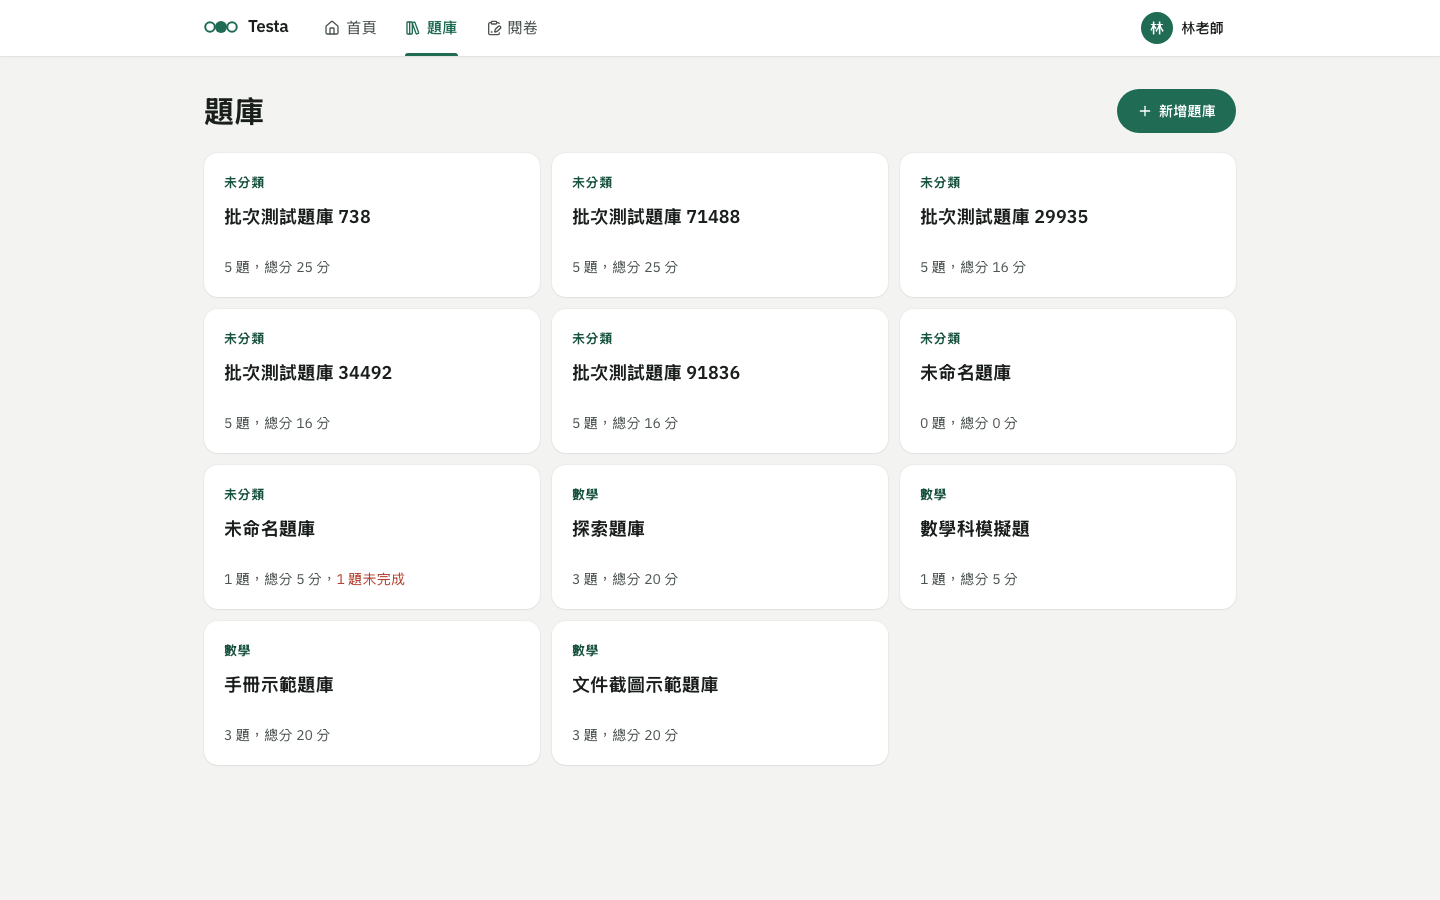 Testa
首頁
題庫
閱卷
林
林老師
題庫
新增題庫
未分類
批次測試題庫 738
5 題，總分 25 分
未分類
批次測試題庫 71488
5 題，總分 25 分
未分類
批次測試題庫 29935
5 題，總分 16 分
未分類
批次測試題庫 34492
5 題，總分 16 分
未分類
批次測試題庫 91836
5 題，總分 16 分
未分類
未命名題庫
0 題，總分 0 分
未分類
未命名題庫
1 題，總分 5 分，1 題未完成
數學
探索題庫
3 題，總分 20 分
數學
數學科模擬題
1 題，總分 5 分
數學
手冊示範題庫
3 題，總分 20 分
數學
文件截圖示範題庫
3 題，總分 20 分